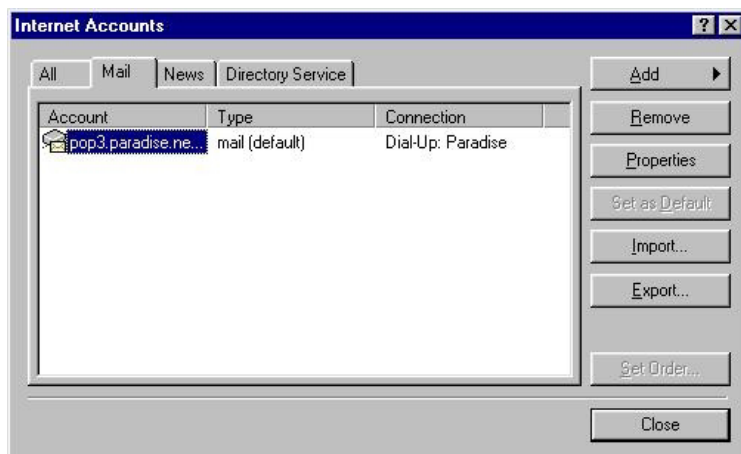 Internet Accounts
All Mail News Directory Service
Account Type Connection
pop3.paradise.ne... mail (default) Dial-Up: Paradise
Add
Remove
Properties
Set as Default
Import...
Export...
Set Order...
Close